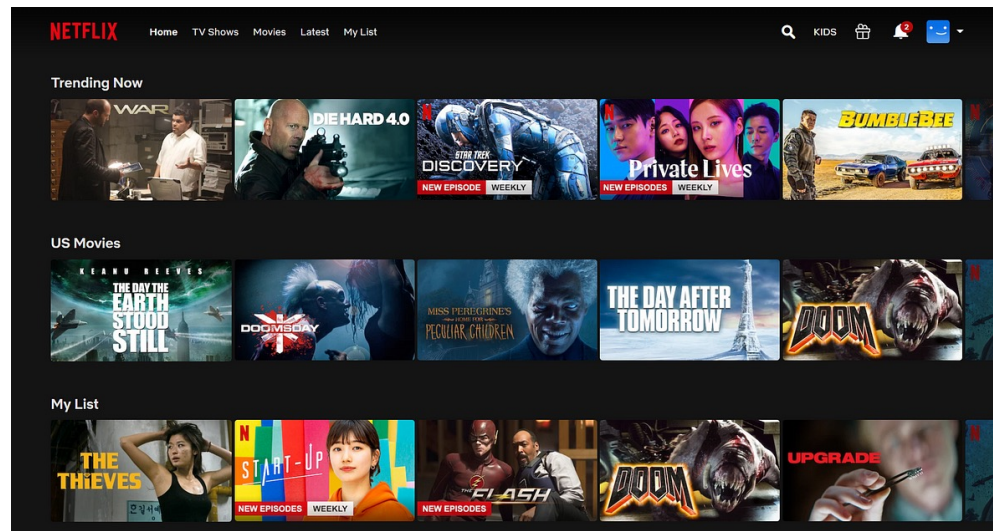 NETFLIX Home TV Shows Movies Latest My List KIDS 2
Trending Now
WAR
DIE HARD 4.0
STAR TREK
DISCOVERY
NEW EPISODE WEEKLY
Private Lives
NEW EPISODES WEEKLY
BUMBLEBEE
US Movies
KEANU REEVES
THE DAY THE
EARTH
STOOD
STILL
DOOMSDAY
MISS PEREGRINE'S
HOME FOR
PECULIAR CHILDREN
THE DAY AFTER
TOMORROW
DOOM
My List
THE
THIEVES
START-UP
NEW EPISODES WEEKLY
THE FLASH
NEW EPISODES
DOOM
UPGRADE